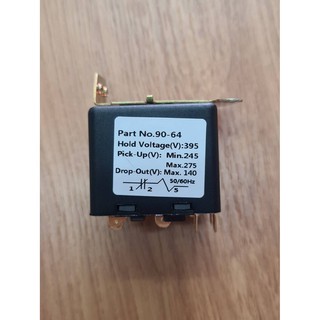 Part No.90-64
Hold Voltage(V):395
Pick-Up(V): Min.245
Max.275
Drop-Out(V): Max. 140
50/60Hz
1 2 5